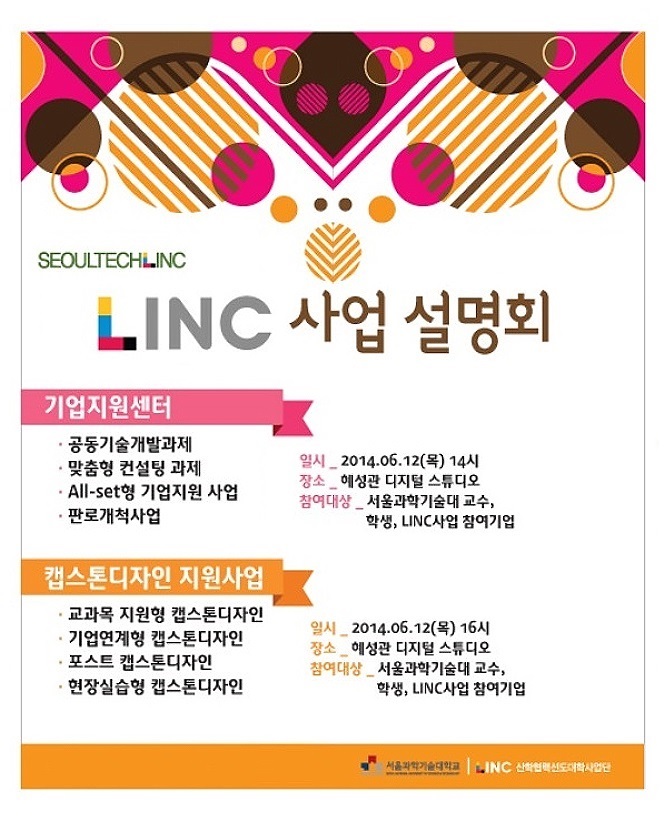 SEOULTECHLINC
LINC 사업 설명회
기업지원센터
· 공동기술개발과제
· 맞춤형 컨설팅 과제
· All-set형 기업지원 사업
· 판로개척사업
일시 _ 2014.06.12(목) 14시
장소 _ 혜성관 디지털 스튜디오
참여대상 _ 서울과학기술대 교수,
학생, LINC사업 참여기업
캡스톤디자인 지원사업
· 교과목 지원형 캡스톤디자인
· 기업연계형 캡스톤디자인
· 포스트 캡스톤디자인
· 현장실습형 캡스톤디자인
일시 _ 2014.06.12(목) 16시
장소 _ 혜성관 디지털 스튜디오
참여대상 _ 서울과학기술대 교수,
학생, LINC사업 참여기업
서울과학기술대학교 | LINC 산학협력선도대학사업단